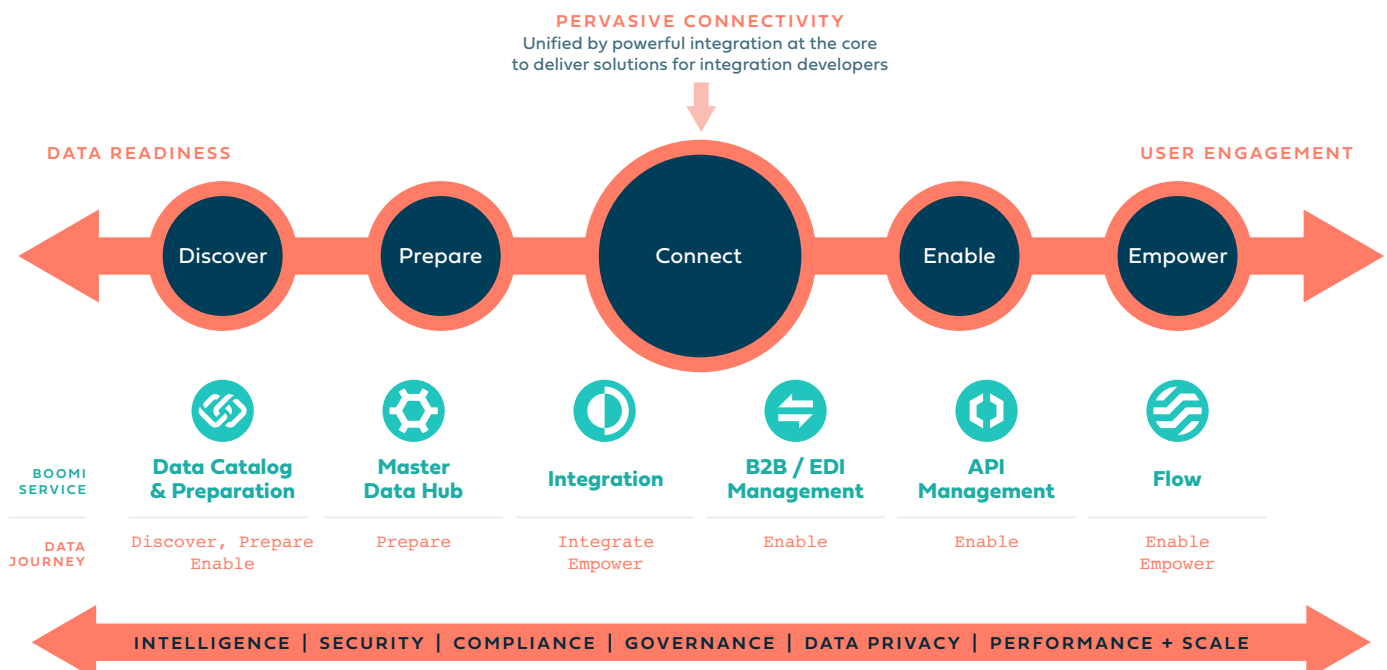 PERVASIVE CONNECTIVITY
Unified by powerful integration at the core
to deliver solutions for integration developers
DATA READINESS
USER ENGAGEMENT
Discover
Prepare
Connect
Enable
Empower
BOOMI
SERVICE
Data Catalog
& Preparation
Master
Data Hub
Integration
B2B / EDI
Management
API
Management
Flow
DATA
JOURNEY
Discover, Prepare
Enable
Prepare
Integrate
Empower
Enable
Enable
Enable
Empower
INTELLIGENCE | SECURITY | COMPLIANCE | GOVERNANCE | DATA PRIVACY | PERFORMANCE + SCALE